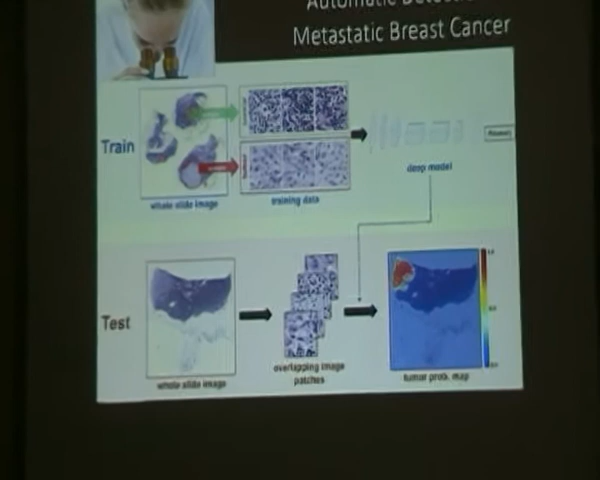 Automatic
Metastatic Breast Cancer
Train
whole slide image
training data
deep model
Test
whole slide image
overlapping image
patches
tumor prob. map